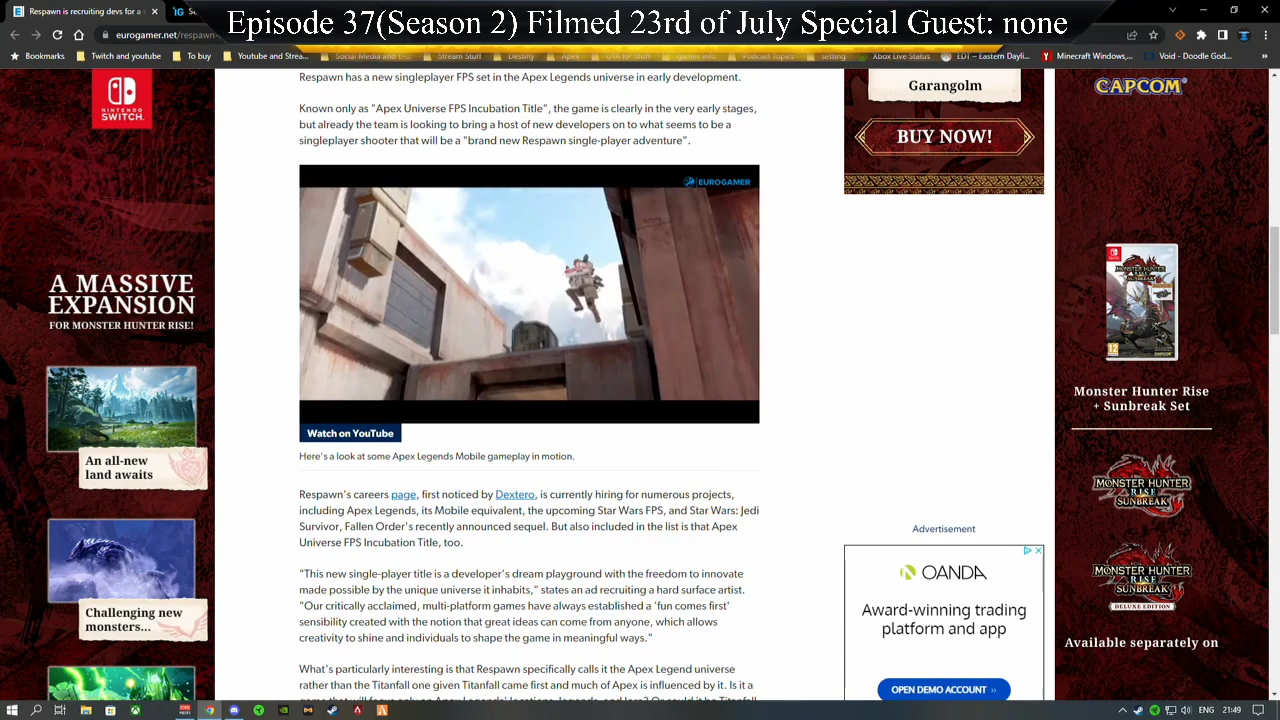 Episode 37(Season 2) Filmed 23rd of July Special Guest: none
eurogamer.net
Bookmarks
Twitch and youtube
To buy
Youtube and Strea...
Social Media and L-...
Stream Stuff
Destiny
Apex
GTA RP Stuff
games info
Podcast Topics
setting
Xbox Live Status
EDT – Eastern Dayli...
Minecraft Warnings,...
Void - Doodle God...
NINTENDO
SWITCH.
A MASSIVE
EXPANSION
FOR MONSTER HUNTER RISE!
An all-new
land awaits
Challenging new
monsters...
Respawn has a new singleplayer FPS set in the Apex Legends universe in early development.
Known only as "Apex Universe FPS Incubation Title", the game is clearly in the very early stages,
but already the team is looking to bring a host of new developers on to what seems to be a
singleplayer shooter that will be a "brand new Respawn single-player adventure".
EUROGAMER
Watch on YouTube
Here's a look at some Apex Legends Mobile gameplay in motion.
Respawn's careers page, first noticed by Dextero, is currently hiring for numerous projects,
including Apex Legends, its Mobile equivalent, the upcoming Star Wars FPS, and Star Wars: Jedi
Survivor, Fallen Order's recently announced sequel. But also included in the list is that Apex
Universe FPS Incubation Title, too.
"This new single-player title is a developer's dream playground with the freedom to innovate
made possible by the unique universe it inhabits," states an ad recruiting a hard surface artist.
"Our critically acclaimed, multi-platform games have always established a 'fun comes first'
sensibility created with the notion that great ideas can come from anyone, which allows
creativity to shine and individuals to shape the game in meaningful ways."
What's particularly interesting is that Respawn specifically calls it the Apex Legend universe
rather than the Titanfall one given Titanfall came first and much of Apex is influenced by it. Is it a
Garangolm
BUY NOW!
Advertisement
OANDA
Award-winning trading
platform and app
OPEN DEMO ACCOUNT ››
CAPCOM
MONSTER HUNTER
RISE
SUNBREAK
12
Monster Hunter Rise
+ Sunbreak Set
MONSTER HUNTER
RISE
SUNBREAK
MONSTER HUNTER
RISE
SUNBREAK
DELUXE EDITION
Available separately on
ENG
21:49